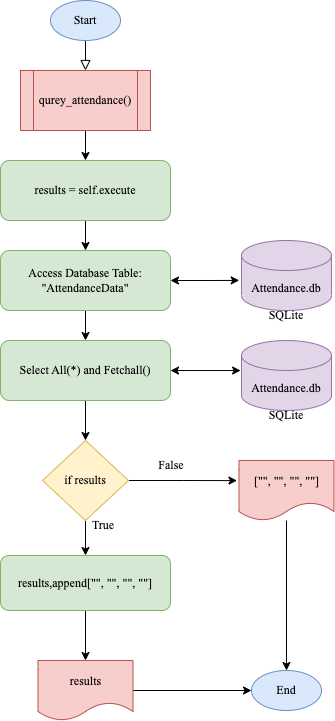 Start
qurey_attendance()
results = self.execute
Access Database Table:
"AttendanceData"
Attendance.db
SQLite
Select All(*) and Fetchall()
Attendance.db
SQLite
if results
False
["", "", "", ""]
True
results,append["", "", "", ""]
results
End